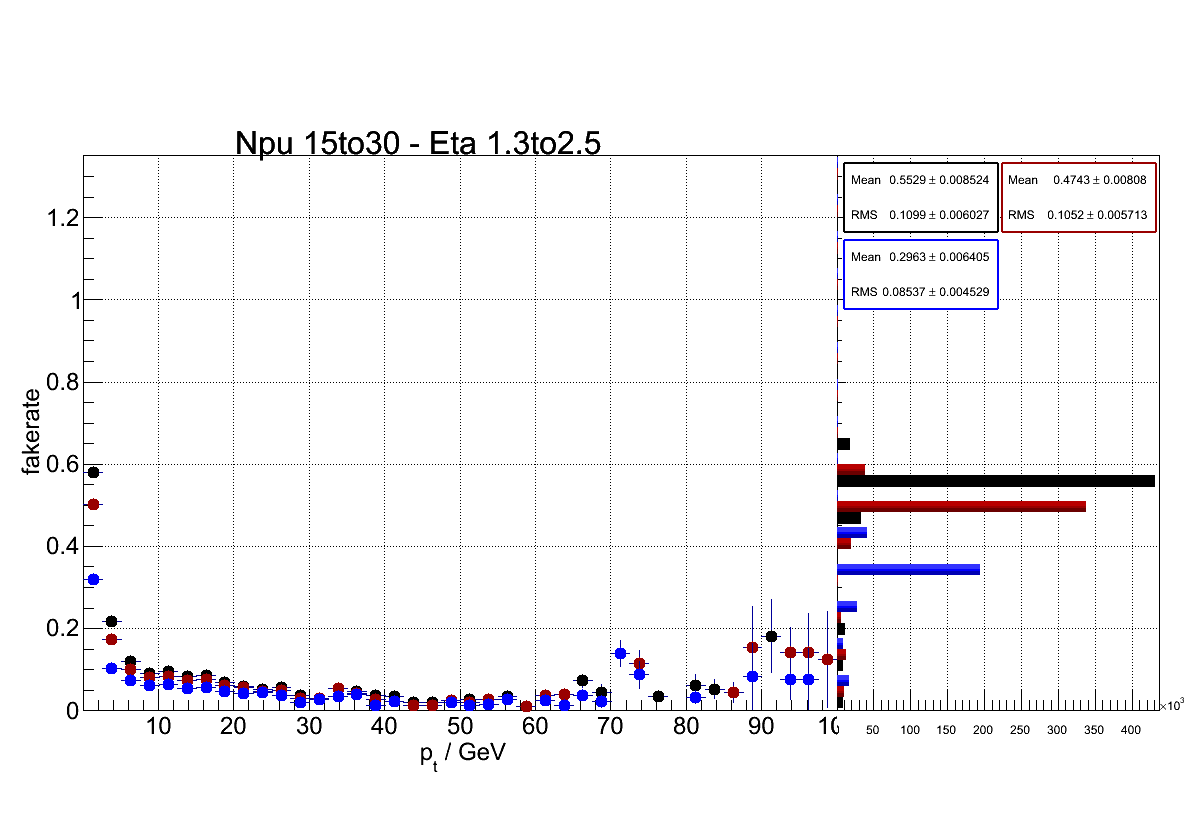 Npu 15to30 - Eta 1.3to2.5
Mean 0.5529 ± 0.008524
RMS 0.1099 ± 0.006027
Mean 0.4743 ± 0.00808
RMS 0.1052 ± 0.005713
Mean 0.2963 ± 0.006405
RMS 0.08537 ± 0.004529
fakerate
1.2
1
0.8
0.6
0.4
0.2
0
10 20 30 40 50 60 70 80 90
p_t / GeV
50 100 150 200 250 300 350 400
×10³